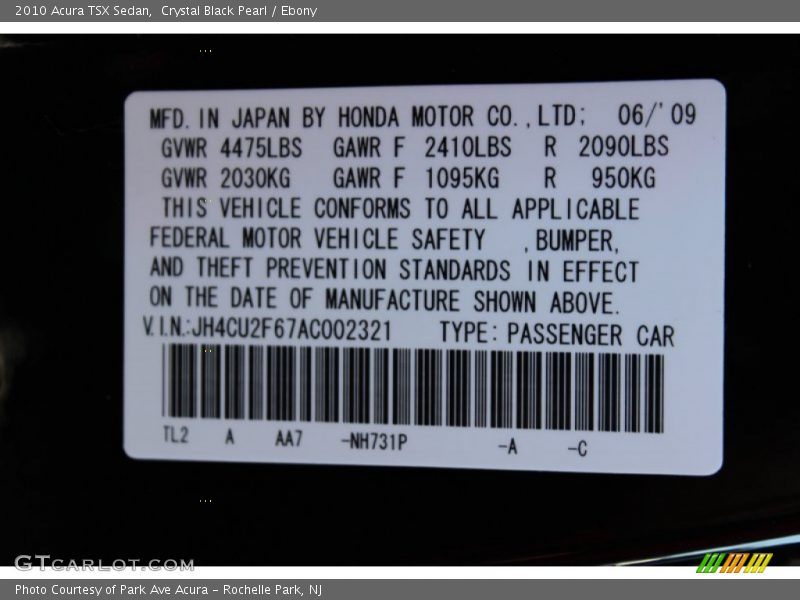 2010 Acura TSX Sedan,  Crystal Black Pearl / Ebony
MFD. IN JAPAN BY HONDA MOTOR CO.,LTD; 06/'09
GVWR 4475LBS GAWR F 2410LBS R 2090LBS
GVWR 2030KG GAWR F 1095KG R 950KG
THIS VEHICLE CONFORMS TO ALL APPLICABLE
FEDERAL MOTOR VEHICLE SAFETY ,BUMPER,
AND THEFT PREVENTION STANDARDS IN EFFECT
ON THE DATE OF MANUFACTURE SHOWN ABOVE.
V.I.N.:JH4CU2F67AC002321 TYPE: PASSENGER CAR
TL2 A AA7 -NH731P -A -C
GTCARLOT.COM
Photo Courtesy of Park Ave Acura - Rochelle Park, NJ